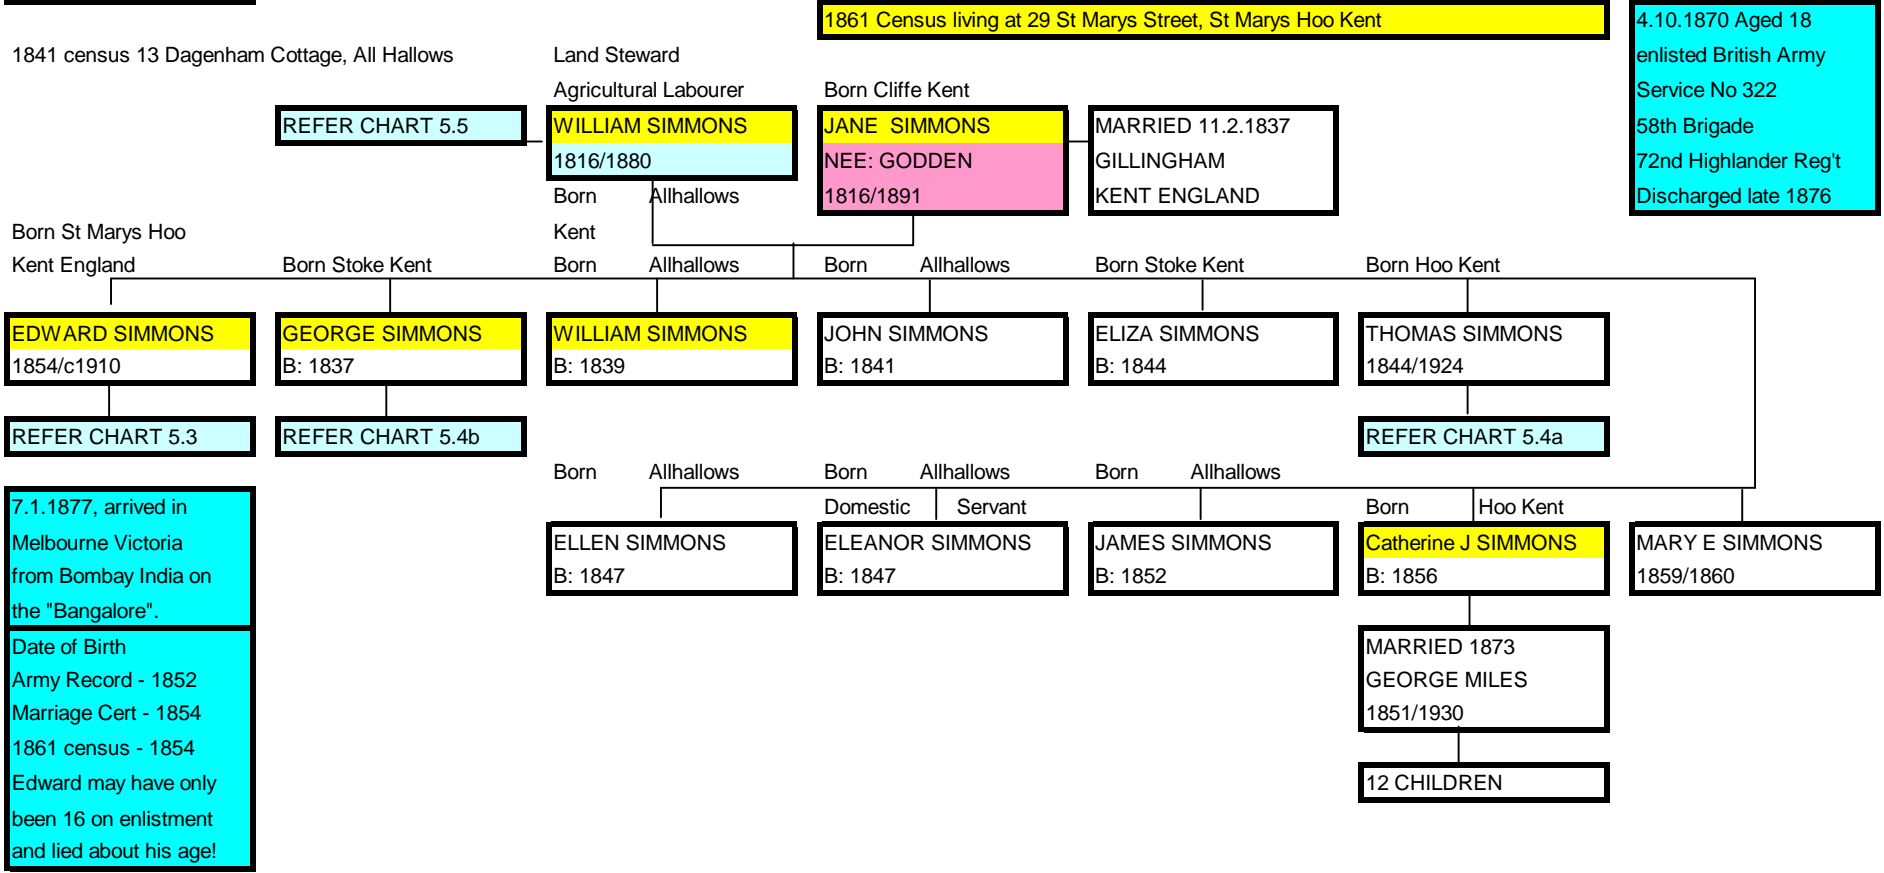 1861 Census living at 29 St Marys Street, St Marys Hoo Kent
4.10.1870 Aged 18
enlisted British Army
Service No 322
58th Brigade
72nd Highlander Reg't
Discharged late 1876
1841 census 13 Dagenham Cottage, All Hallows
Land Steward
Agricultural Labourer
Born Cliffe Kent
REFER CHART 5.5
WILLIAM SIMMONS
1816/1880
Born Allhallows
Kent
JANE SIMMONS
NEE: GODDEN
1816/1891
MARRIED 11.2.1837
GILLINGHAM
KENT ENGLAND
Born St Marys Hoo
Kent England
EDWARD SIMMONS
1854/c1910
REFER CHART 5.3
Born Stoke Kent
GEORGE SIMMONS
B: 1837
REFER CHART 5.4b
Born Allhallows
WILLIAM SIMMONS
B: 1839
Born Allhallows
JOHN SIMMONS
B: 1841
Born Stoke Kent
ELIZA SIMMONS
B: 1844
Born Hoo Kent
THOMAS SIMMONS
1844/1924
REFER CHART 5.4a
Born Allhallows
ELLEN SIMMONS
B: 1847
Born Allhallows
Domestic Servant
ELEANOR SIMMONS
B: 1847
Born Allhallows
JAMES SIMMONS
B: 1852
Born Hoo Kent
Catherine J SIMMONS
B: 1856
MARRIED 1873
GEORGE MILES
1851/1930
12 CHILDREN
MARY E SIMMONS
1859/1860
7.1.1877, arrived in
Melbourne Victoria
from Bombay India on
the "Bangalore".
Date of Birth
Army Record - 1852
Marriage Cert - 1854
1861 census - 1854
Edward may have only
been 16 on enlistment
and lied about his age!